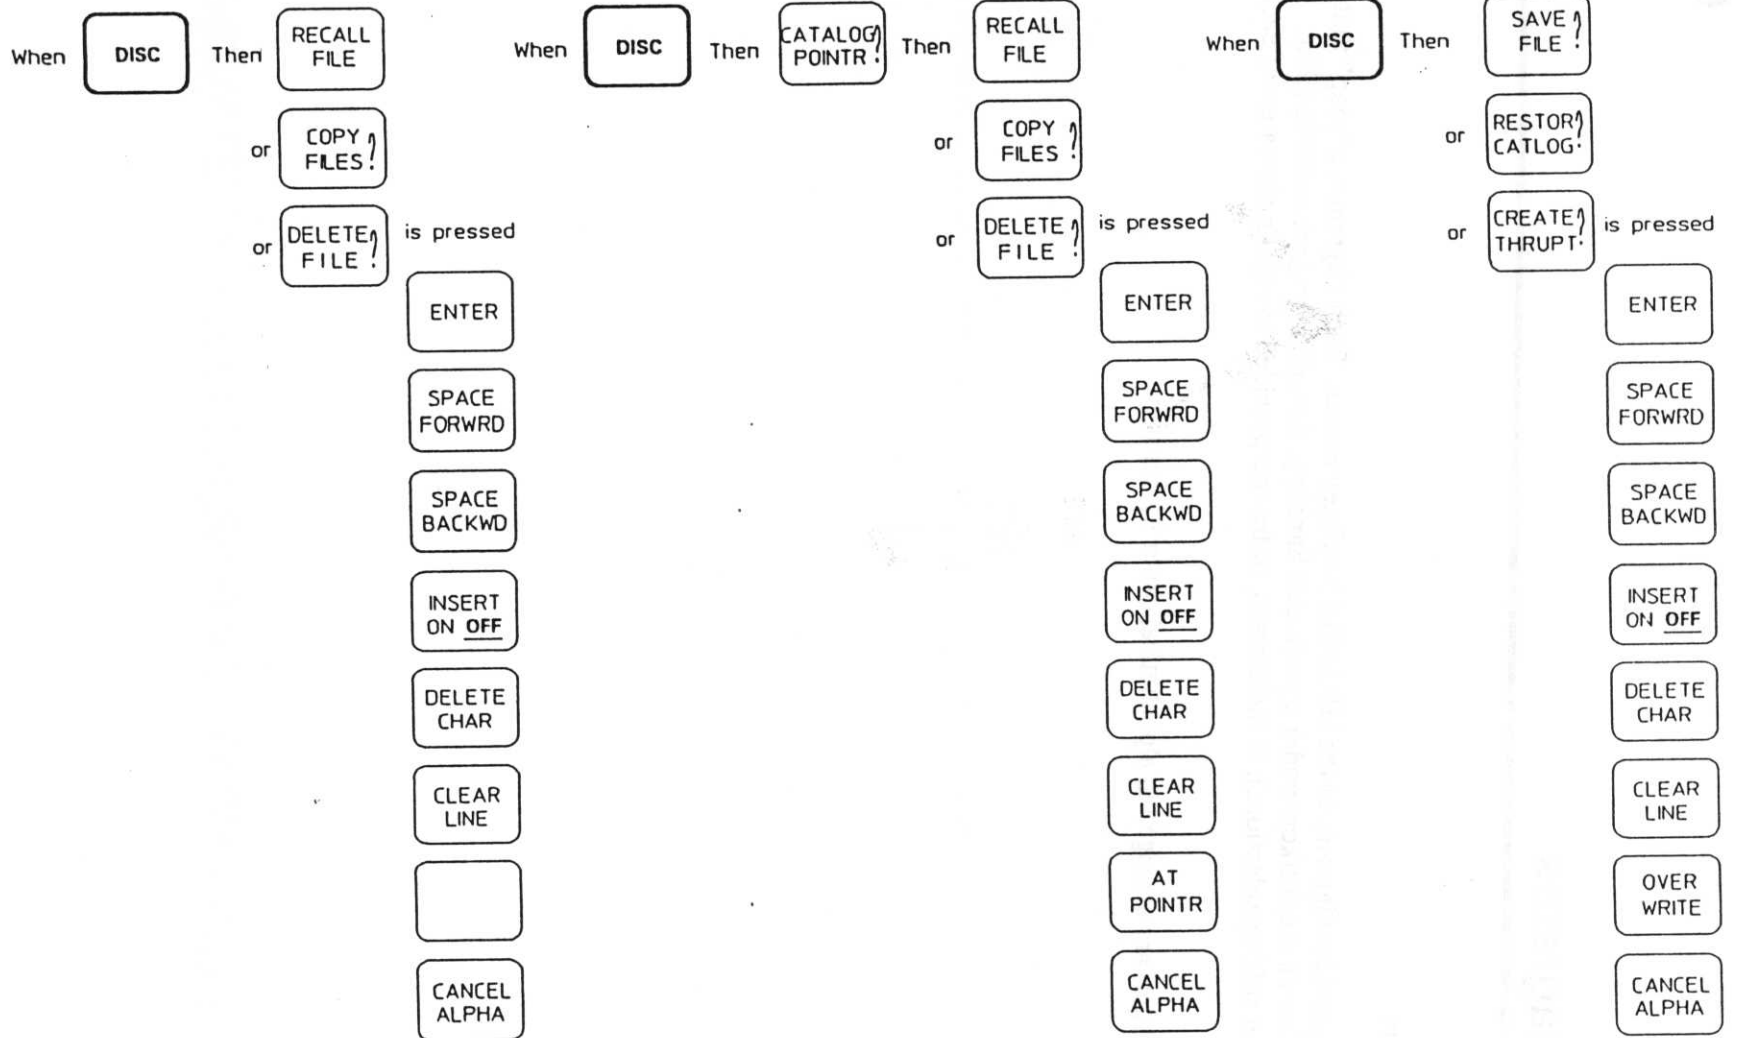 When DISC Then RECALL
FILE
or COPY
FILES?
or DELETE?
FILE
is pressed
ENTER
SPACE
FORWRD
SPACE
BACKWD
INSERT
ON OFF
DELETE
CHAR
CLEAR
LINE
CANCEL
ALPHA
When DISC Then CATALOG?
POINTR
Then RECALL
FILE
or COPY
FILES?
or DELETE?
FILE
is pressed
ENTER
SPACE
FORWRD
SPACE
BACKWD
INSERT
ON OFF
DELETE
CHAR
CLEAR
LINE
AT
POINTR
CANCEL
ALPHA
When DISC Then SAVE
FILE?
or RESTOR?
CATLOG
or CREATE?
THRUPT
is pressed
ENTER
SPACE
FORWRD
SPACE
BACKWD
INSERT
ON OFF
DELETE
CHAR
CLEAR
LINE
OVER
WRITE
CANCEL
ALPHA